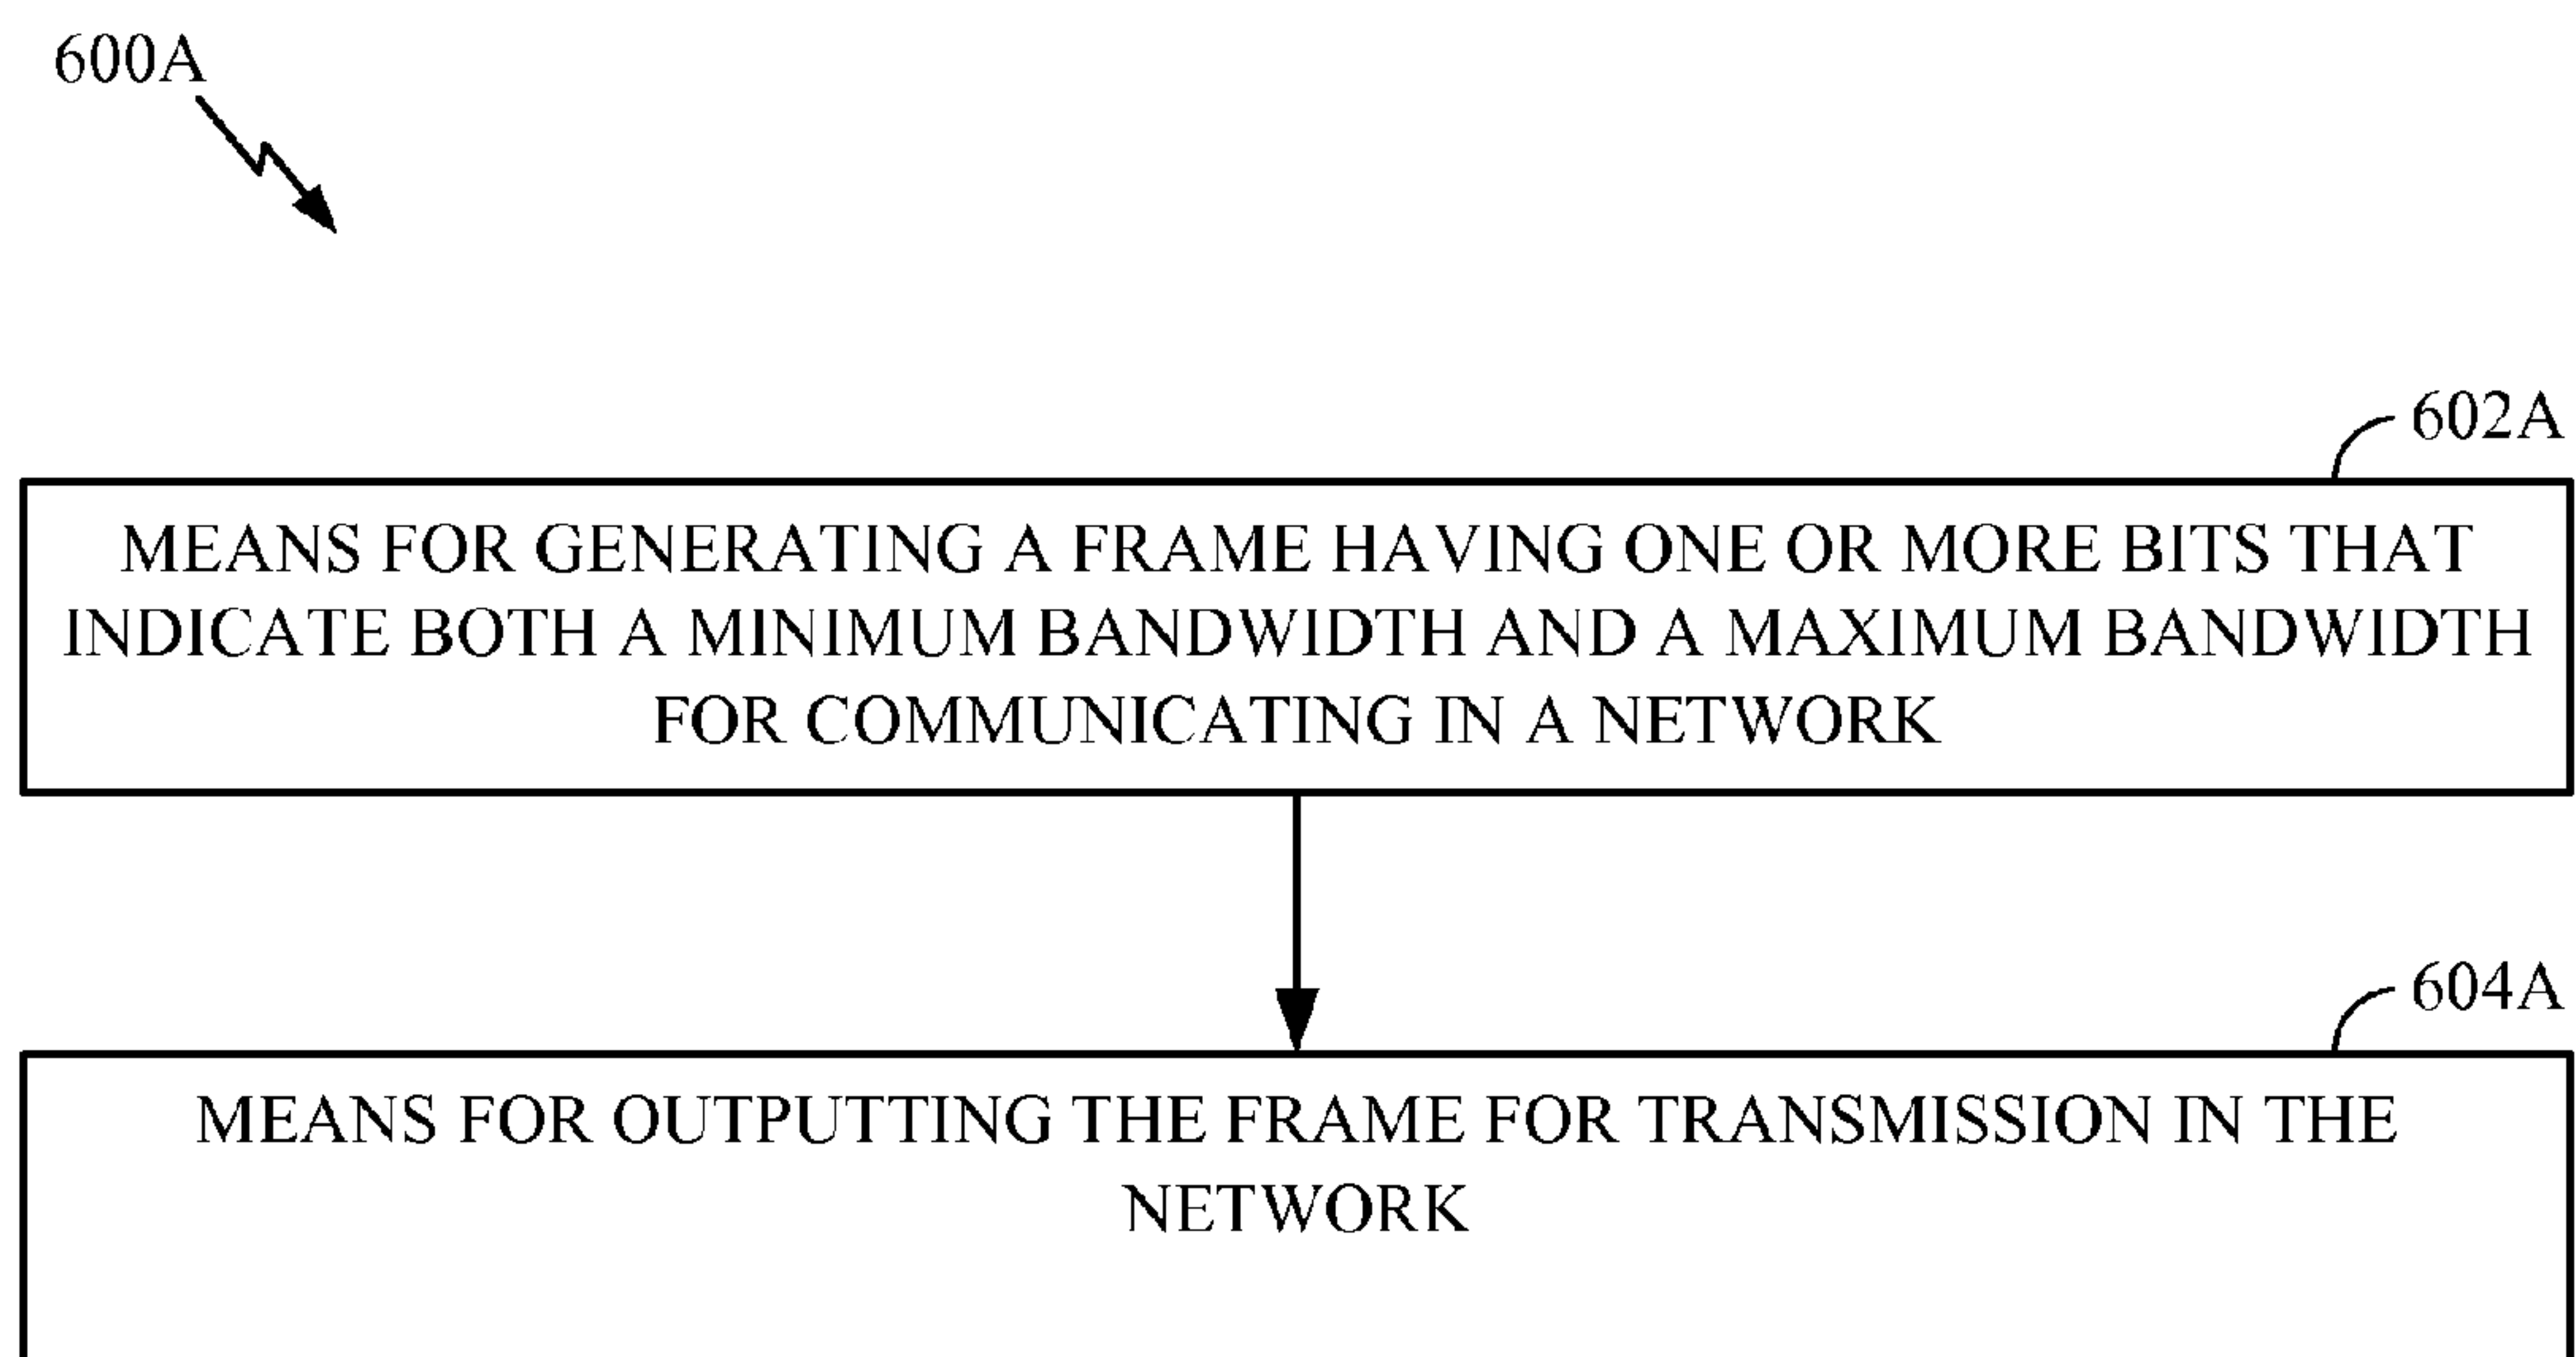 600A
602A
MEANS FOR GENERATING A FRAME HAVING ONE OR MORE BITS THAT
INDICATE BOTH A MINIMUM BANDWIDTH AND A MAXIMUM BANDWIDTH
FOR COMMUNICATING IN A NETWORK
604A
MEANS FOR OUTPUTTING THE FRAME FOR TRANSMISSION IN THE
NETWORK